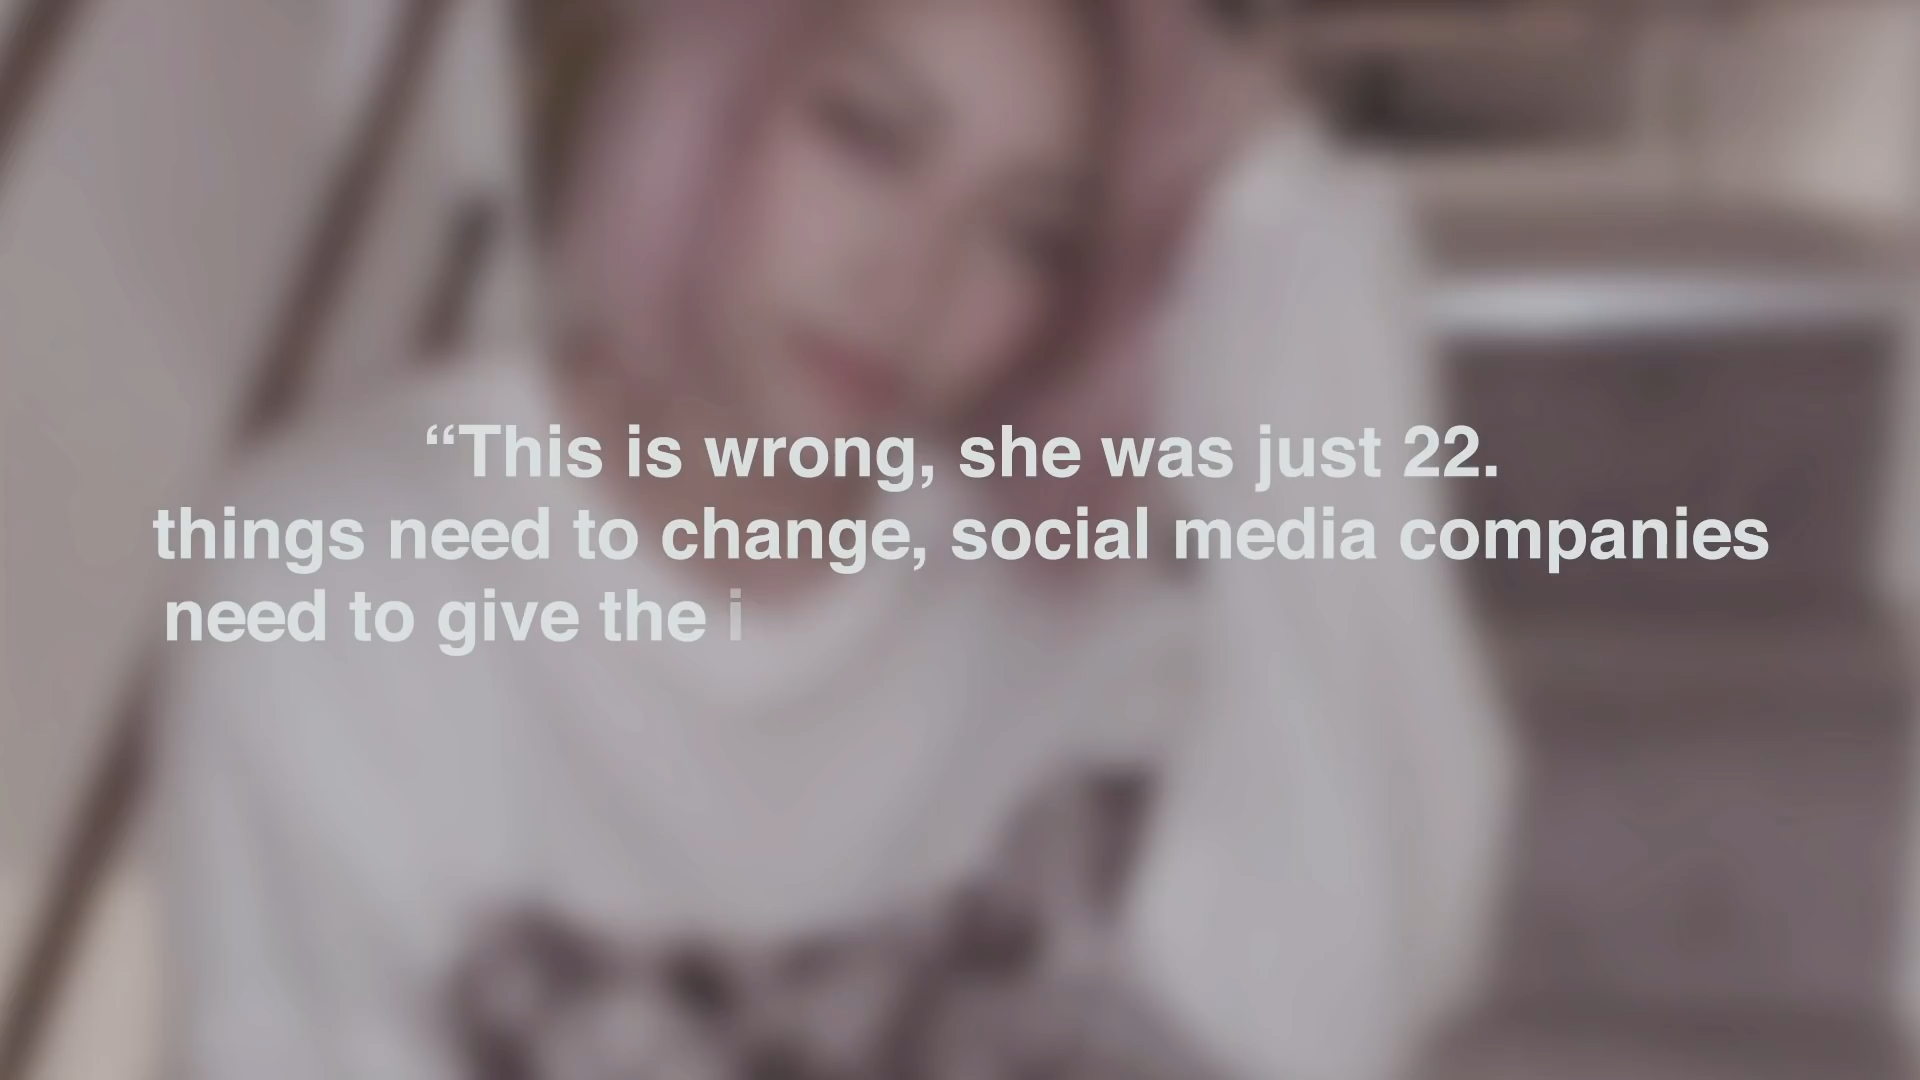 “This is wrong, she was just 22.
things need to change, social media companies
need to give the i